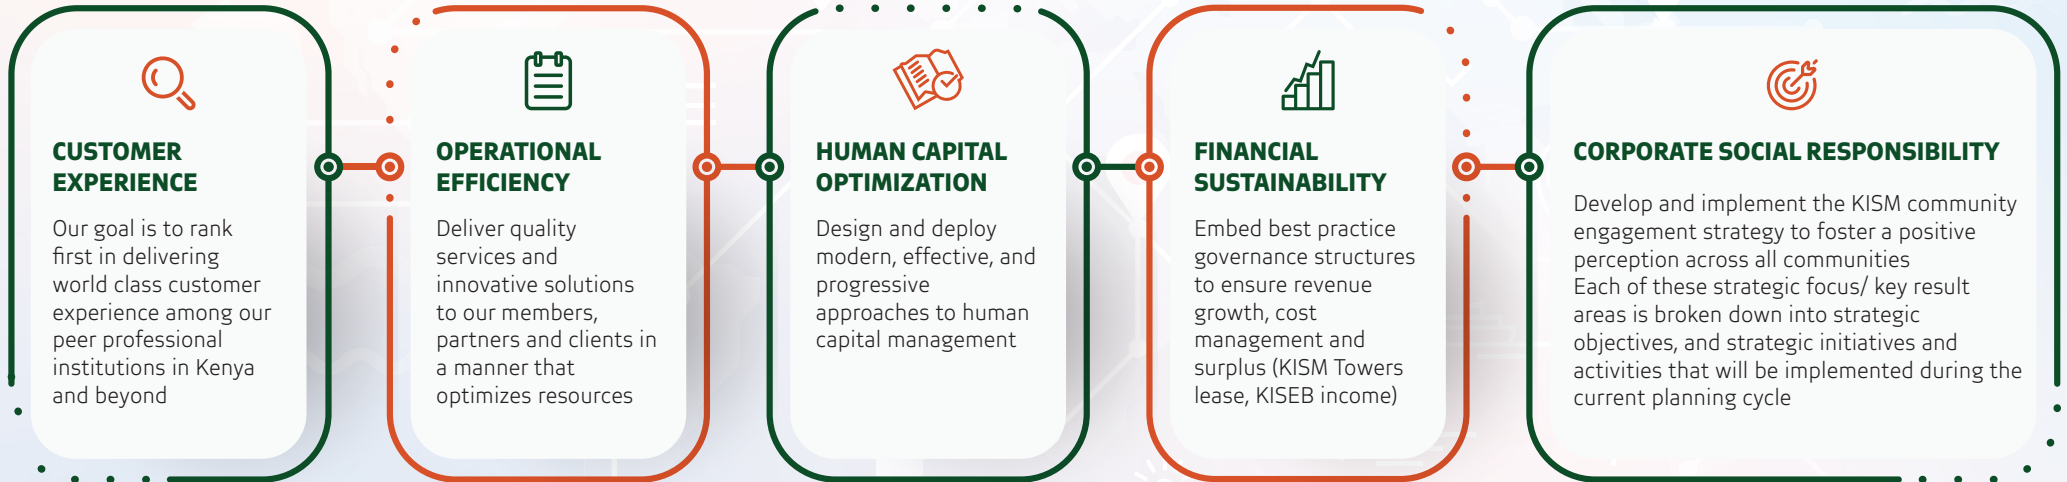 CUSTOMER
EXPERIENCE
Our goal is to rank
first in delivering
world class customer
experience among our
peer professional
institutions in Kenya
and beyond
OPERATIONAL
EFFICIENCY
Deliver quality
services and
innovative solutions
to our members,
partners and clients in
a manner that
optimizes resources
HUMAN CAPITAL
OPTIMIZATION
Design and deploy
modern, effective, and
progressive
approaches to human
capital management
FINANCIAL
SUSTAINABILITY
Embed best practice
governance structures
to ensure revenue
growth, cost
management and
surplus (KISM Towers
lease, KISEB income)
CORPORATE SOCIAL RESPONSIBILITY
Develop and implement the KISM community
engagement strategy to foster a positive
perception across all communities
Each of these strategic focus/ key result
areas is broken down into strategic
objectives, and strategic initiatives and
activities that will be implemented during the
current planning cycle